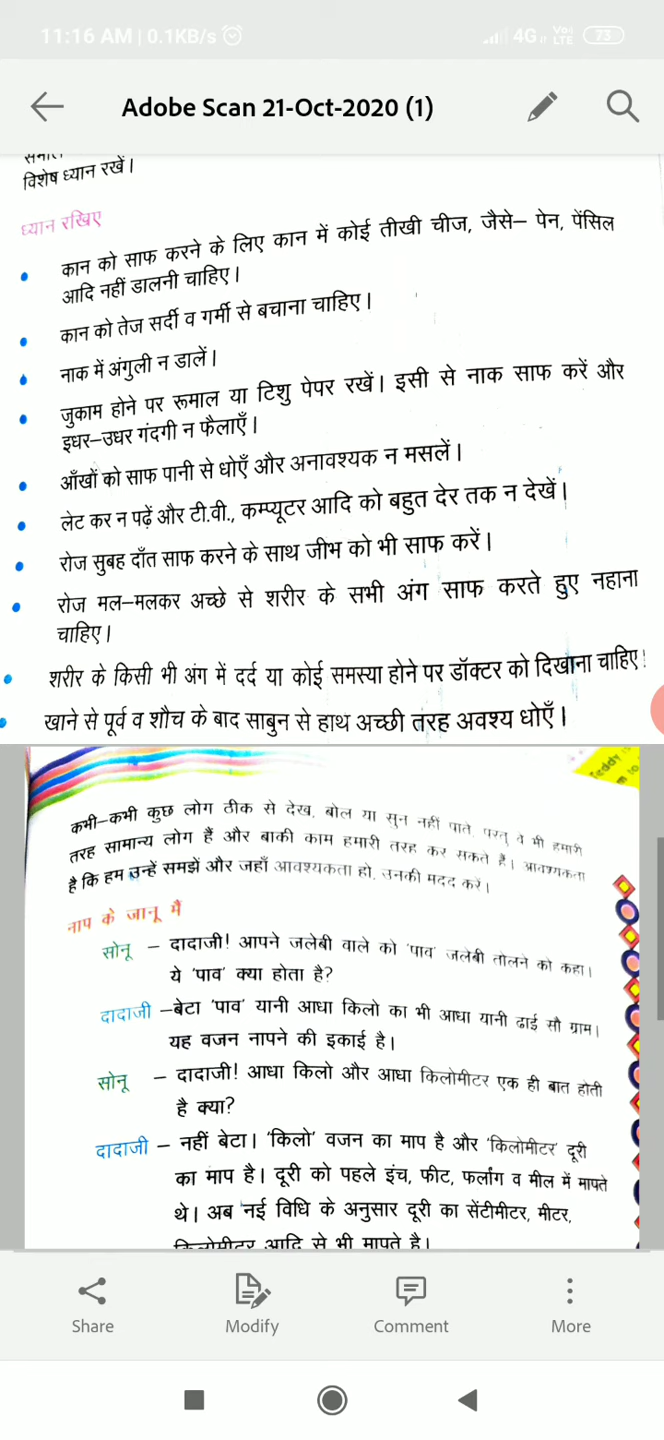 11:16 AM | 0.1KB/s
4G VoLTE 73
Adobe Scan 21-Oct-2020 (1)
विशेष ध्यान रखें।
ध्यान रखिए
कान को साफ करने के लिए कान में कोई तीखी चीज, जैसे– पेन, पेंसिल
आदि नहीं डालनी चाहिए।
कान को तेज सर्दी व गर्मी से बचाना चाहिए।
नाक में अंगुली न डालें।
जुकाम होने पर रूमाल या टिशु पेपर रखें। इसी से नाक साफ करें और
इधर–उधर गंदगी न फैलाएँ।
आँखों को साफ पानी से धोएँ और अनावश्यक न मसलें।
लेट कर न पढ़ें और टी.वी., कम्प्यूटर आदि को बहुत देर तक न देखें।
रोज सुबह दाँत साफ करने के साथ जीभ को भी साफ करें।
रोज मल–मलकर अच्छे से शरीर के सभी अंग साफ करते हुए नहाना
चाहिए।
शरीर के किसी भी अंग में दर्द या कोई समस्या होने पर डॉक्टर को दिखाना चाहिए।
खाने से पूर्व व शौच के बाद साबुन से हाथ अच्छी तरह अवश्य धोएँ।
Teddy
कभी–कभी कुछ लोग ठीक से देख, बोल या सुन नहीं पाते, परतु वे भी हमारी
तरह सामान्य लोग हैं और बाकी काम हमारी तरह कर सकते हैं। आवश्यकता
है कि हम उन्हें समझें और जहाँ आवश्यकता हो, उनकी मदद करें।
नाप के जानू मैं
सोनू – दादाजी! आपने जलेबी वाले को 'पाव' जलेबी तोलने को कहा।
ये 'पाव' क्या होता है?
दादाजी –बेटा 'पाव' यानी आधा किलो का भी आधा यानी ढाई सौ ग्राम।
यह वजन नापने की इकाई है।
सोनू – दादाजी! आधा किलो और आधा किलोमीटर एक ही बात होती
है क्या?
दादाजी – नहीं बेटा। 'किलो' वजन का माप है और 'किलोमीटर' दूरी
का माप है। दूरी को पहले इंच, फीट, फर्लांग व मील में मापते
थे। अब नई विधि के अनुसार दूरी का सेंटीमीटर, मीटर,
किलोमीटर आदि से भी मापते है।
Share Modify Comment More